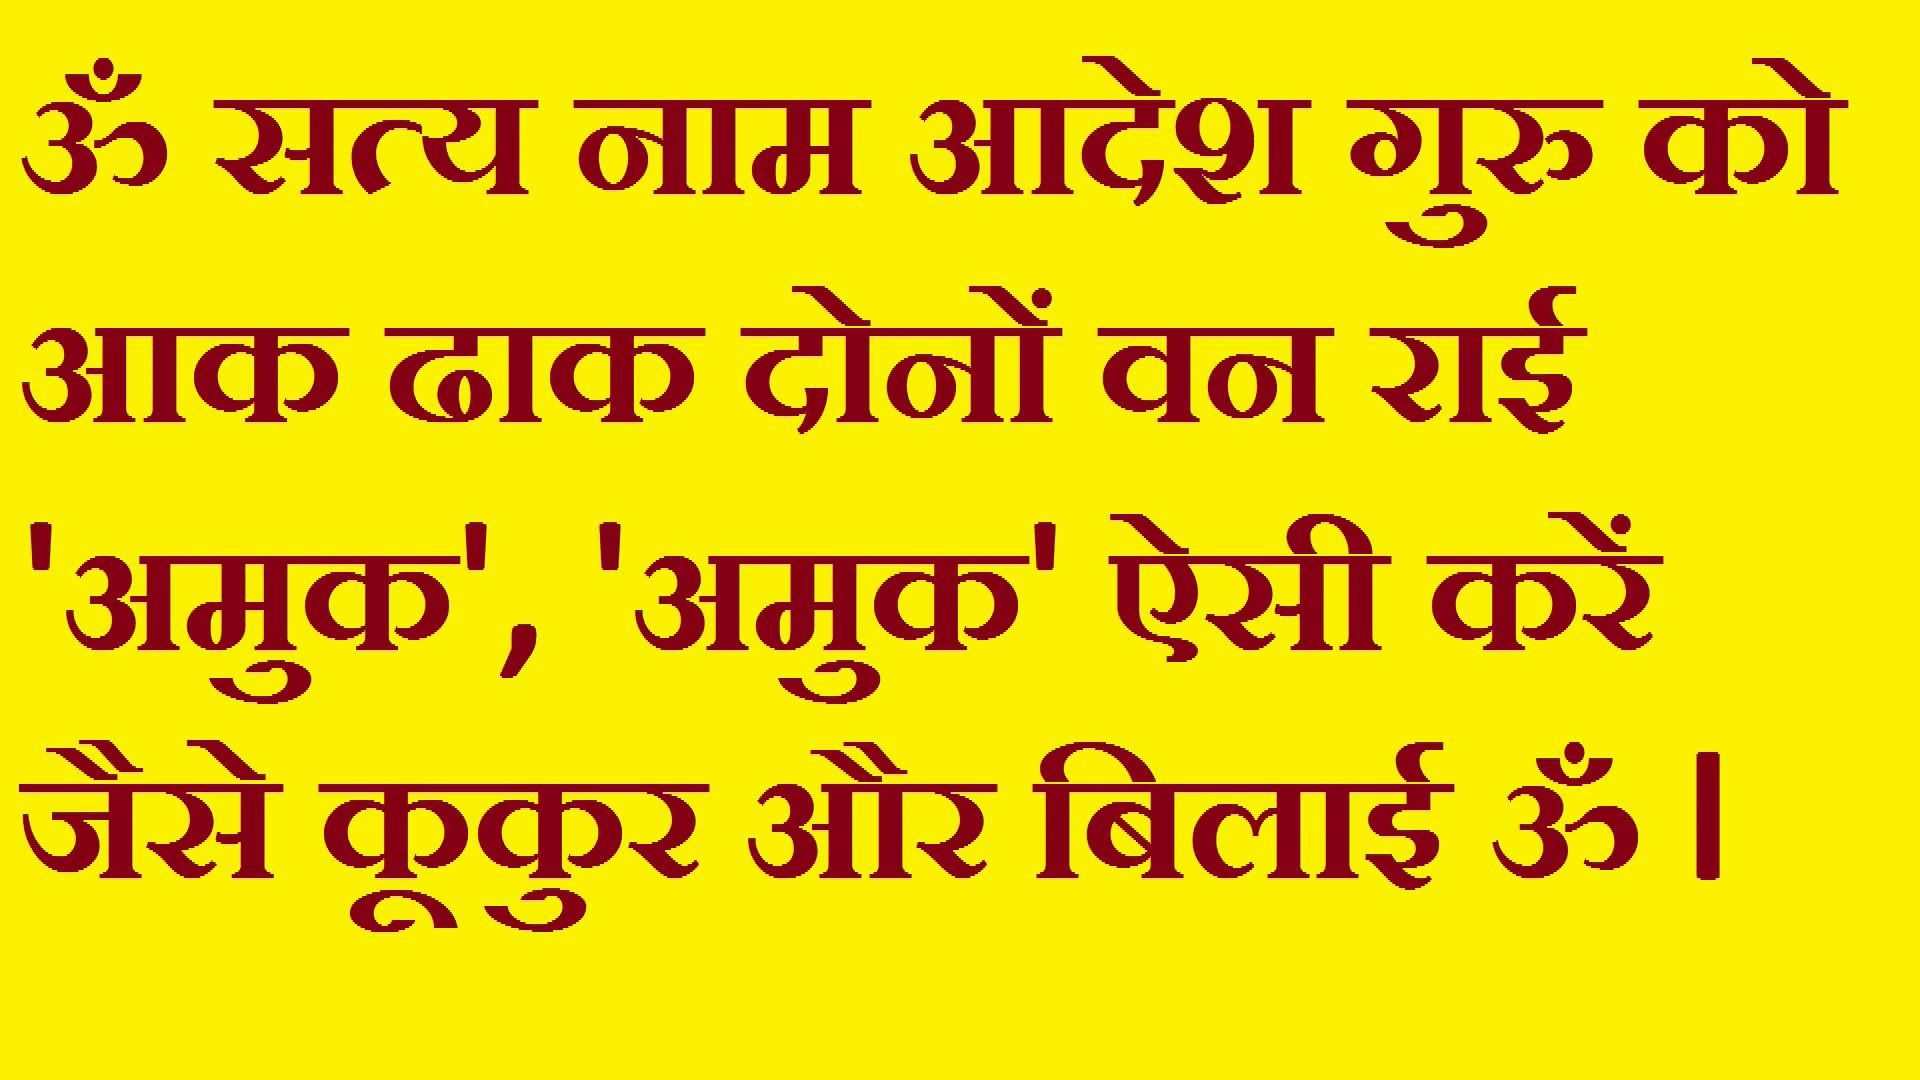 ॐ सत्य नाम आदेश गुरु को
आक ढाक दोनों वन राई
'अमुक', 'अमुक' ऐसी करें
जैसे कूकुर और बिलाई ॐ ।